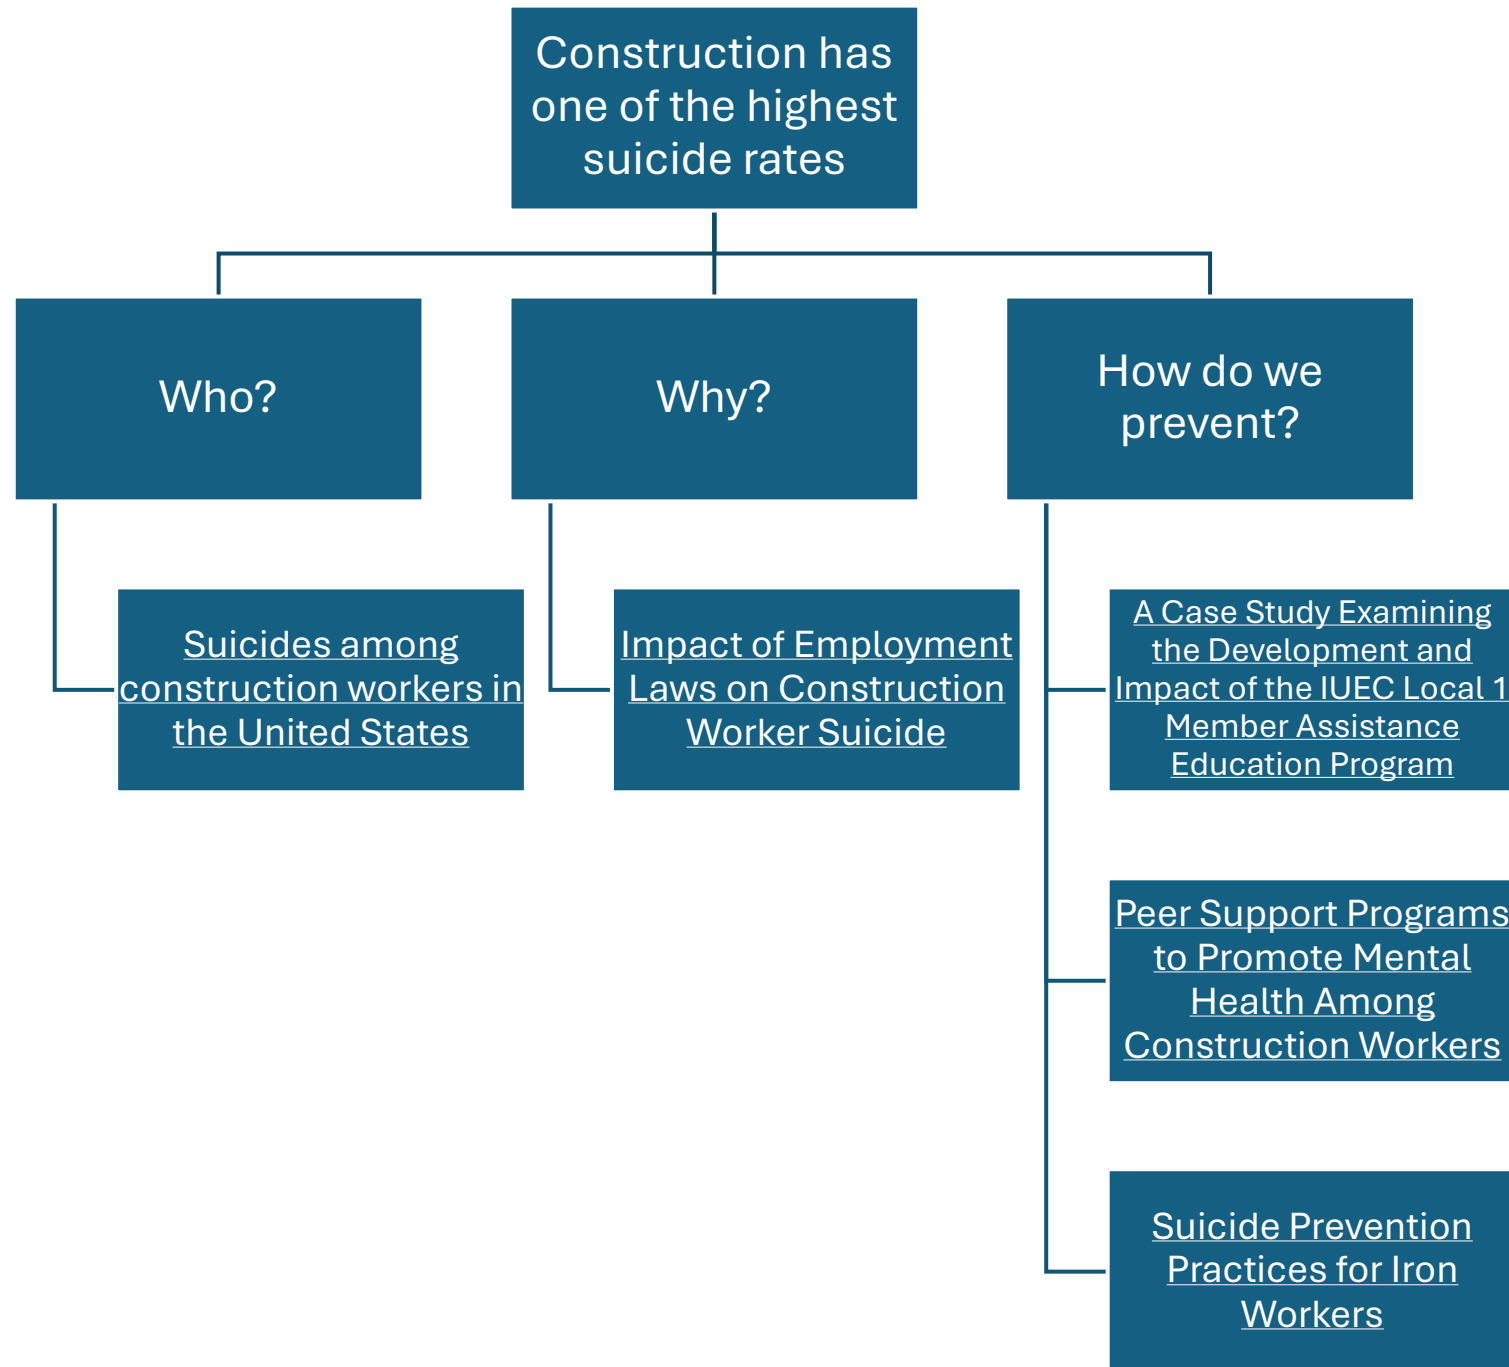 Construction has
one of the highest
suicide rates
Who?
Why?
How do we
prevent?
Suicides among
construction workers in
the United States
Impact of Employment
Laws on Construction
Worker Suicide
A Case Study Examining
the Development and
Impact of the IUEC Local 1
Member Assistance
Education Program
Peer Support Programs
to Promote Mental
Health Among
Construction Workers
Suicide Prevention
Practices for Iron
Workers